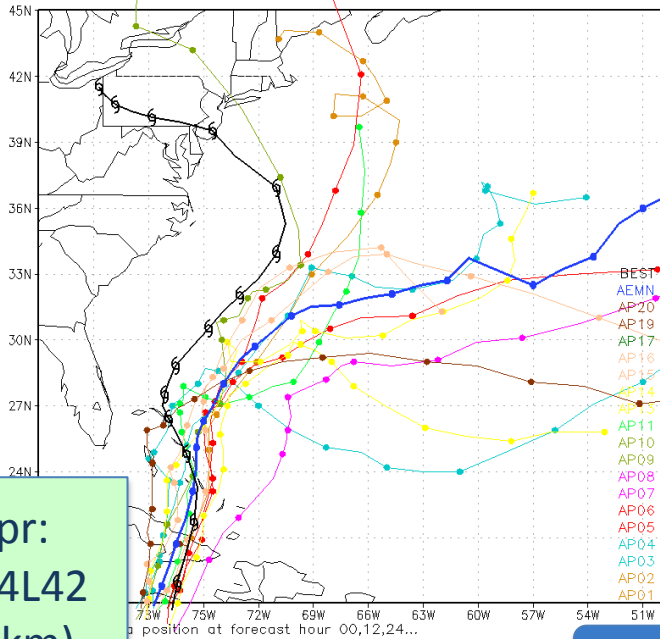 45N
42N
39N
36N
33N
30N
27N
24N
BEST
AEMN
AP20
AP19
AP17
AP16
AP15
AP14
AP13
AP11
AP10
AP09
AP08
AP07
AP06
AP05
AP04
AP03
AP02
AP01
pr:
4L42
km)
75W 72W 69W 66W 63W 60W 57W 54W 51W
position at forecast hour 00,12,24...